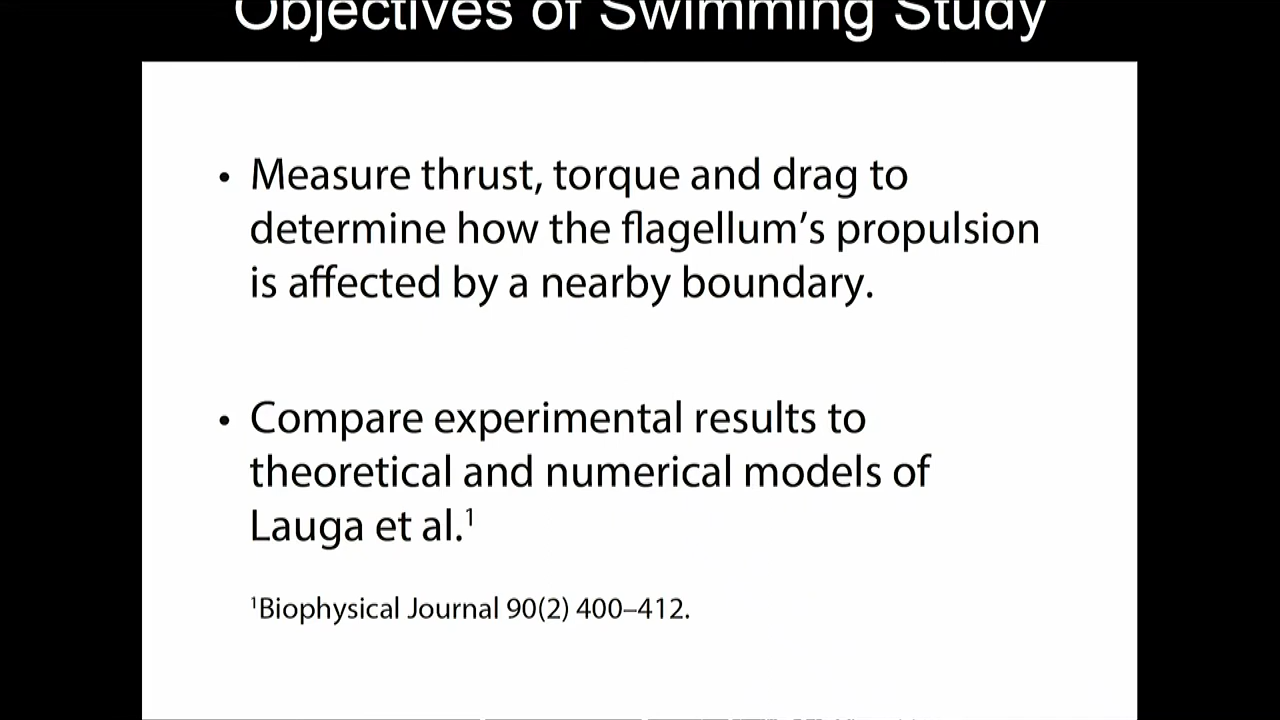 Objectives of Swimming Study
• Measure thrust, torque and drag to
determine how the flagellum’s propulsion
is affected by a nearby boundary.
• Compare experimental results to
theoretical and numerical models of
Lauga et al.¹
¹Biophysical Journal 90(2) 400–412.